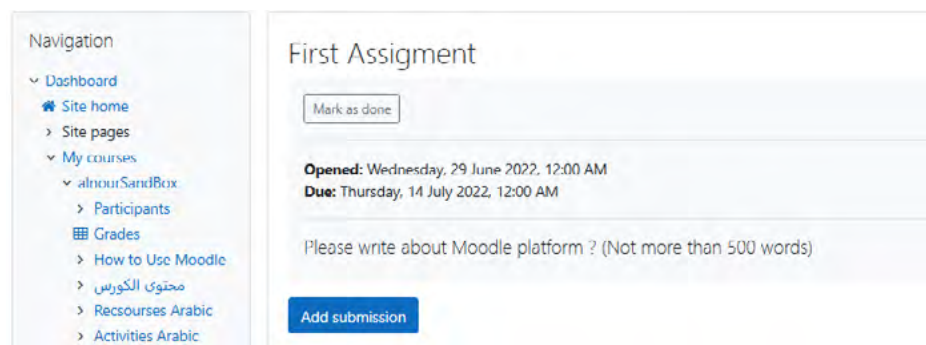 Navigation
Dashboard
Site home
Site pages
My courses
alnourSandBox
Participants
Grades
How to Use Moodle
محتوى الكورس
Recsourses Arabic
Activities Arabic
First Assigment
Mark as done
Opened: Wednesday, 29 June 2022, 12:00 AM
Due: Thursday, 14 July 2022, 12:00 AM
Please write about Moodle platform ? (Not more than 500 words)
Add submission